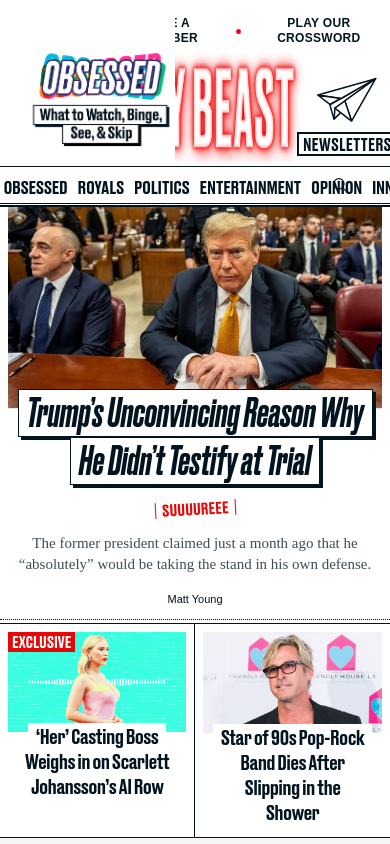 E A
BER
PLAY OUR
CROSSWORD
OBSESSED
What to Watch, Binge,
See, & Skip
Y BEAST
NEWSLETTERS
OBSESSED ROYALS POLITICS ENTERTAINMENT OPINION INN
Trump’s Unconvincing Reason Why
He Didn’t Testify at Trial
SUUUUREEE
The former president claimed just a month ago that he
“absolutely” would be taking the stand in his own defense.
Matt Young
EXCLUSIVE
‘Her’ Casting Boss
Weighs in on Scarlett
Johansson’s AI Row
FRIENDLY HOUSE LA
Star of 90s Pop-Rock
Band Dies After
Slipping in the
Shower